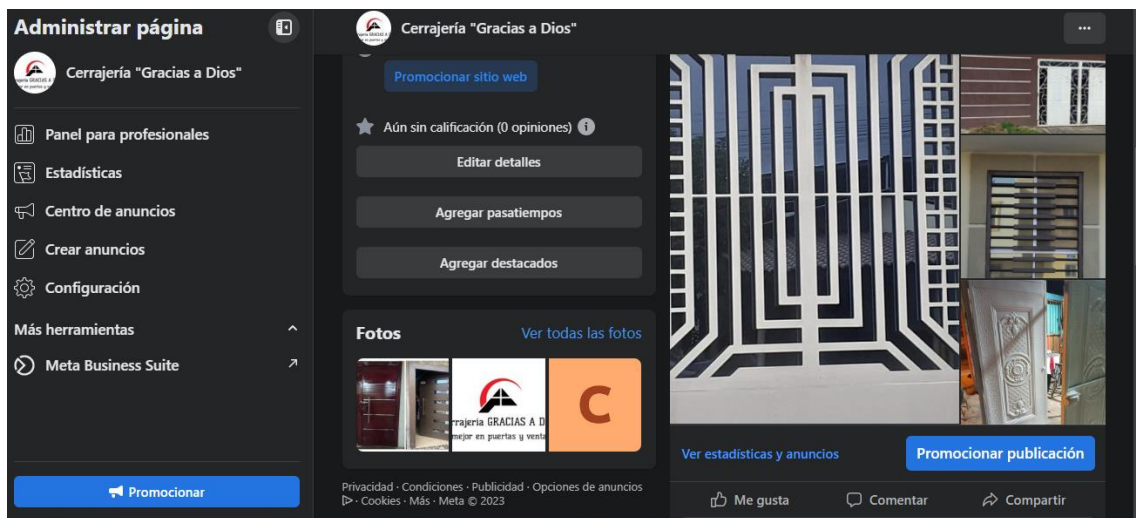 Administrar página
Cerrajería "Gracias a Dios"
Panel para profesionales
Estadísticas
Centro de anuncios
Crear anuncios
Configuración
Más herramientas
Meta Business Suite
Promocionar
Cerrajería "Gracias a Dios"
Promocionar sitio web
Aún sin calificación (0 opiniones)
Editar detalles
Agregar pasatiempos
Agregar destacados
Fotos
Ver todas las fotos
rrajeria GRACIAS A D
mejor en puertas y venta
C
Privacidad · Condiciones · Publicidad · Opciones de anuncios
· Cookies · Más · Meta © 2023
Ver estadísticas y anuncios
Promocionar publicación
Me gusta
Comentar
Compartir